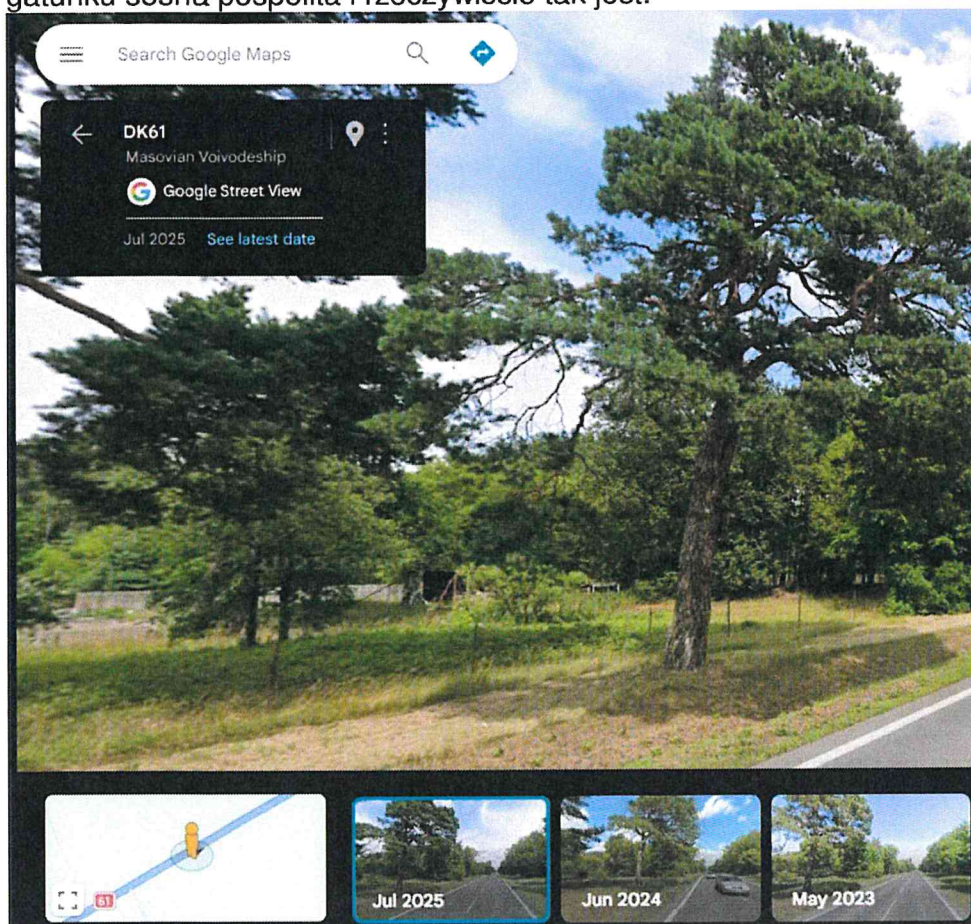 gatunku sosna pospolita i rzeczywiście tak jest.
Search Google Maps
DK61
Masovian Voivodeship
Google Street View
Jul 2025 See latest date
61
Jul 2025
Jun 2024
May 2023